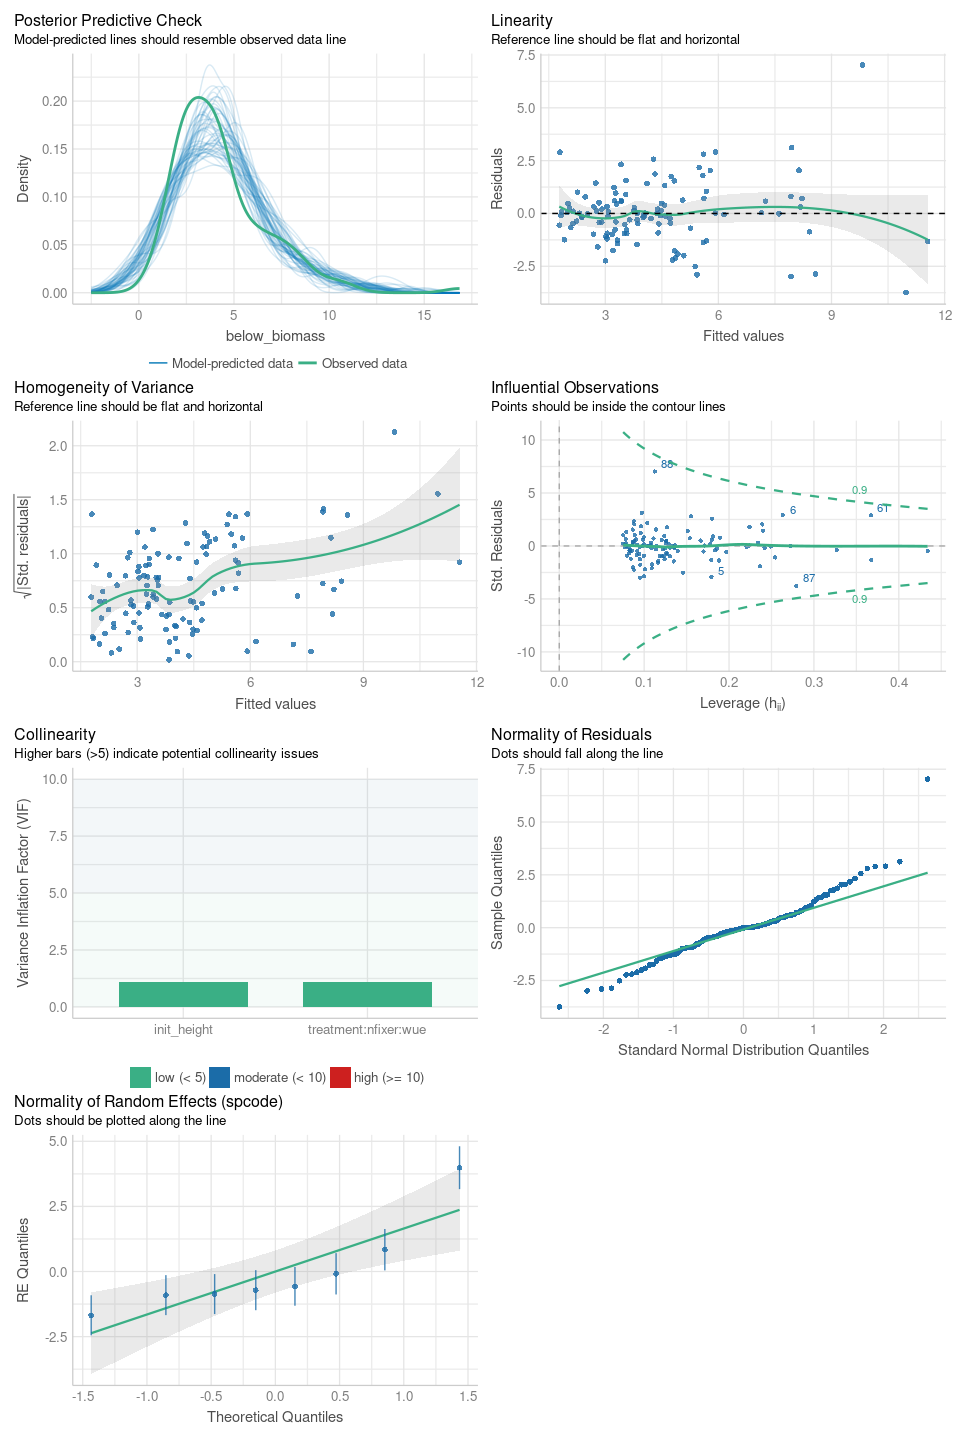 Posterior Predictive Check
Model-predicted lines should resemble observed data line
0.20
0.15
0.10
0.05
0.00
Density
0
5
10
15
below_biomass
Model-predicted data
Observed data
Linearity
Reference line should be flat and horizontal
7.5
5.0
2.5
0.0
-2.5
Residuals
3
6
9
12
Fitted values
Homogeneity of Variance
Reference line should be flat and horizontal
2.0
1.5
1.0
0.5
0.0
√|Std. residuals|
3
6
9
12
Fitted values
Influential Observations
Points should be inside the contour lines
10
5
0
-5
-10
Std. Residuals
88
0.9
6
61
5
87
0.9
0.0
0.1
0.2
0.3
0.4
Leverage (hii)
Collinearity
Higher bars (>5) indicate potential collinearity issues
10.0
7.5
5.0
2.5
0.0
Variance Inflation Factor (VIF)
init_height
treatment:nfixer:wue
low (< 5)
moderate (< 10)
high (>= 10)
Normality of Residuals
Dots should fall along the line
7.5
5.0
2.5
0.0
-2.5
Sample Quantiles
-2
-1
0
1
2
Standard Normal Distribution Quantiles
Normality of Random Effects (spcode)
Dots should be plotted along the line
5.0
2.5
0.0
-2.5
RE Quantiles
-1.5
-1.0
-0.5
0.0
0.5
1.0
1.5
Theoretical Quantiles